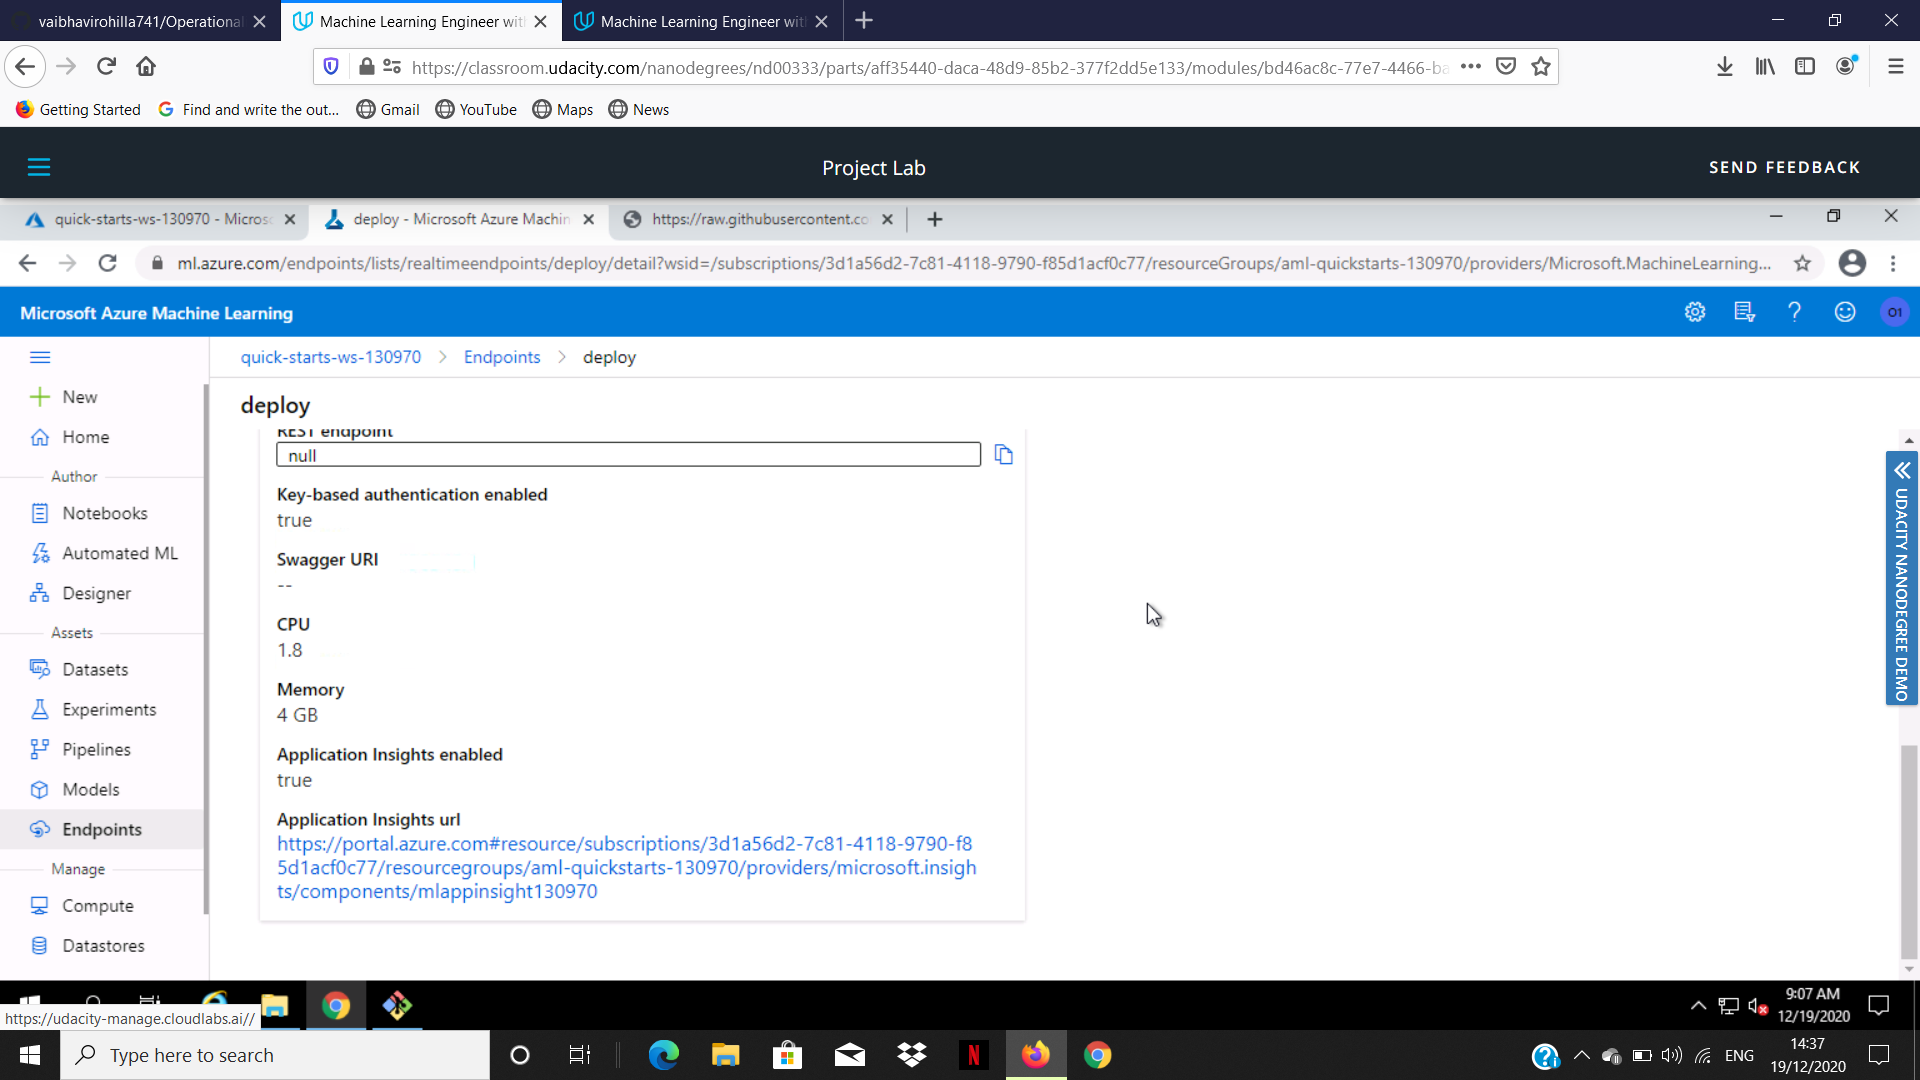 vaibhavirohilla741/Operational
Machine Learning Engineer wit
Machine Learning Engineer wit
https://classroom.udacity.com/nanodegrees/nd00333/parts/aff35440-daca-48d9-85b2-377f2dd5e133/modules/bd46ac8c-77e7-4466-ba
Getting Started
Find and write the out...
Gmail
YouTube
Maps
News
Project Lab
SEND FEEDBACK
quick-starts-ws-130970 - Micros
deploy - Microsoft Azure Machin
https://raw.githubusercontent.co
ml.azure.com/endpoints/lists/realtimeendpoints/deploy/detail?wsid=/subscriptions/3d1a56d2-7c81-4118-9790-f85d1acf0c77/resourceGroups/aml-quickstarts-130970/providers/Microsoft.MachineLearning...
Microsoft Azure Machine Learning
O1
quick-starts-ws-130970 > Endpoints > deploy
New
Home
Author
Notebooks
Automated ML
Designer
Assets
Datasets
Experiments
Pipelines
Models
Endpoints
Manage
Compute
Datastores
deploy
REST endpoint
null
Key-based authentication enabled
true
Swagger URI
--
CPU
1.8
Memory
4 GB
Application Insights enabled
true
Application Insights url
https://portal.azure.com#resource/subscriptions/3d1a56d2-7c81-4118-9790-f8
5d1acf0c77/resourcegroups/aml-quickstarts-130970/providers/microsoft.insigh
ts/components/mlappinsight130970
UDACITY NANODEGREE DEMO
9:07 AM
12/19/2020
https://udacity-manage.cloudlabs.ai//
Type here to search
ENG
14:37
19/12/2020